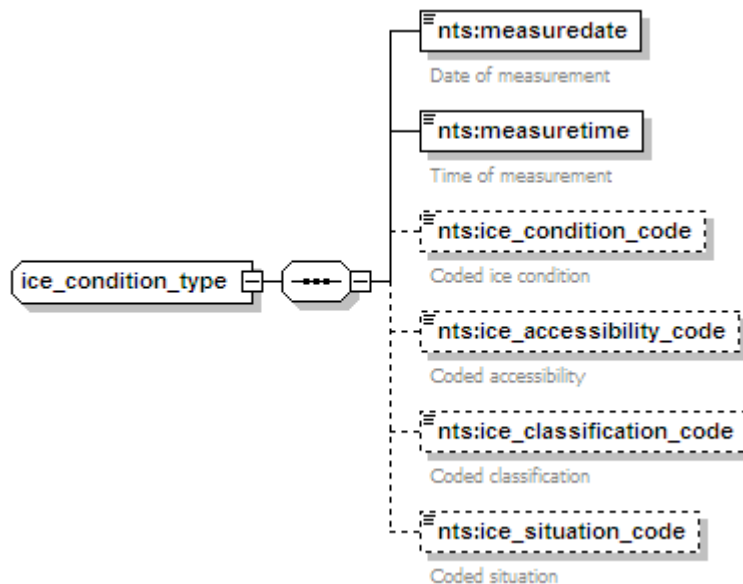 nts:measuredate
Date of measurement
nts:measuretime
Time of measurement
nts:ice_condition_code
Coded ice condition
ice_condition_type
nts:ice_accessibility_code
Coded accessibility
nts:ice_classification_code
Coded classification
nts:ice_situation_code
Coded situation